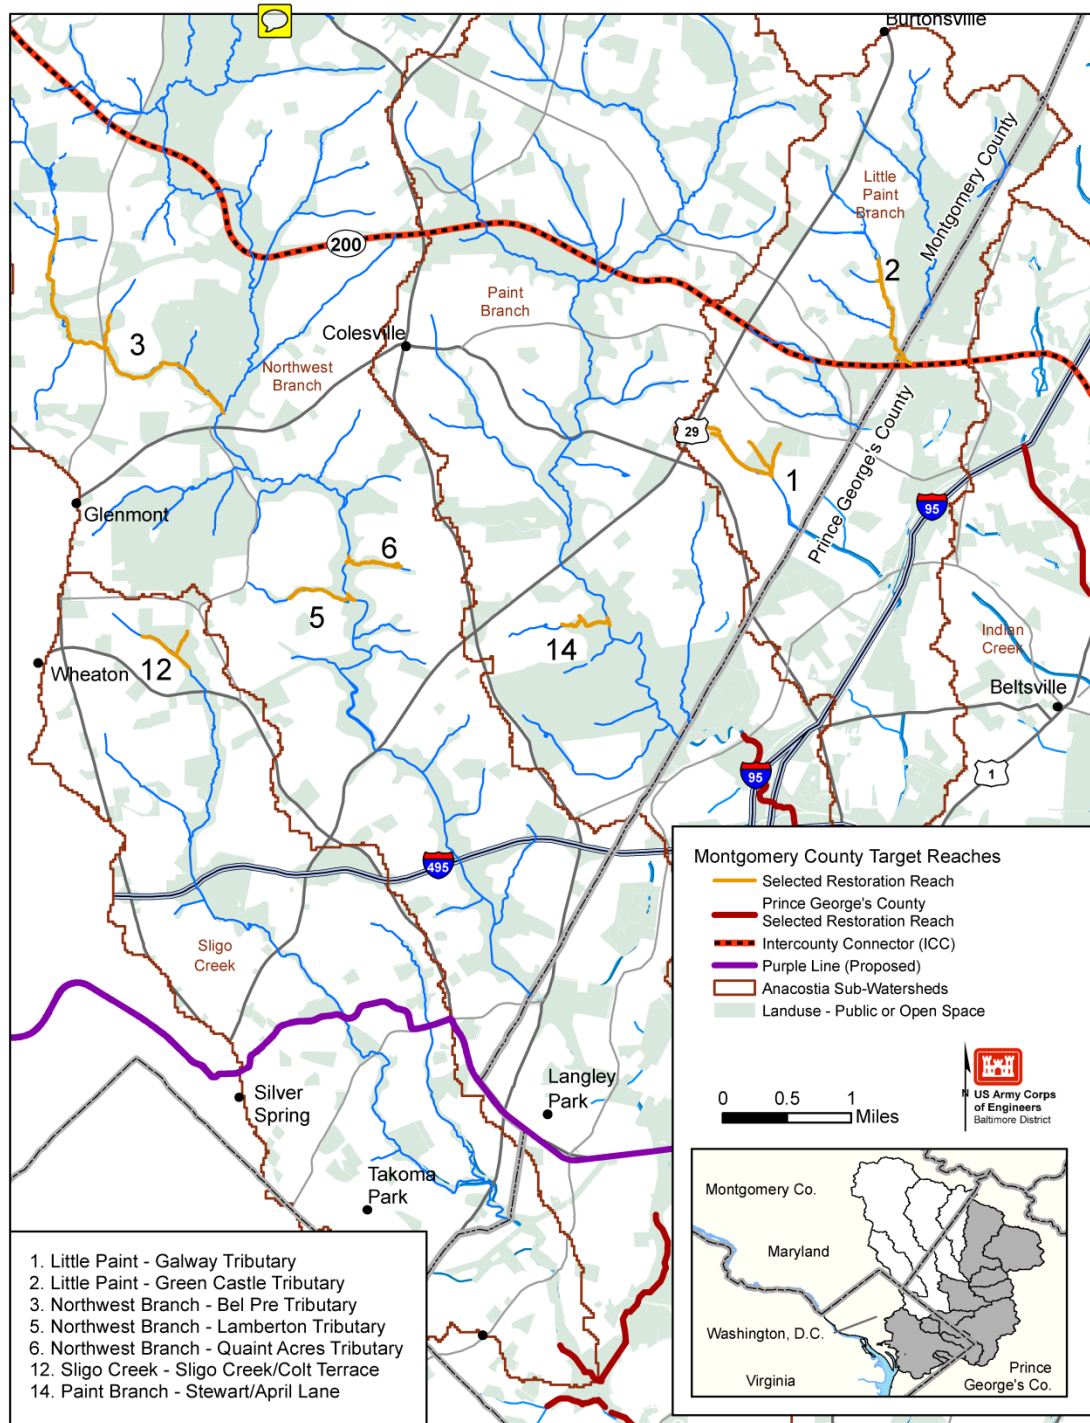 Burtonsville
Montgomery County
Little
Paint
Branch
200
2
Paint
Branch
3
Colesville
Northwest
Branch
29
Prince George's County
1
95
Glenmont
6
5
14
Indian
Creek
12
Wheaton
Beltsville
95
1
495
Sligo
Creek
Silver
Spring
Langley
Park
Takoma
Park
Montgomery County Target Reaches
Selected Restoration Reach
Prince George's County
Selected Restoration Reach
Intercounty Connector (ICC)
Purple Line (Proposed)
Anacostia Sub-Watersheds
Landuse - Public or Open Space
0 0.5 1
Miles
N
US Army Corps
of Engineers
Baltimore District
Montgomery Co.
Maryland
Washington, D.C.
Virginia
Prince
George's Co.
1. Little Paint - Galway Tributary
2. Little Paint - Green Castle Tributary
3. Northwest Branch - Bel Pre Tributary
5. Northwest Branch - Lamberton Tributary
6. Northwest Branch - Quaint Acres Tributary
12. Sligo Creek - Sligo Creek/Colt Terrace
14. Paint Branch - Stewart/April Lane